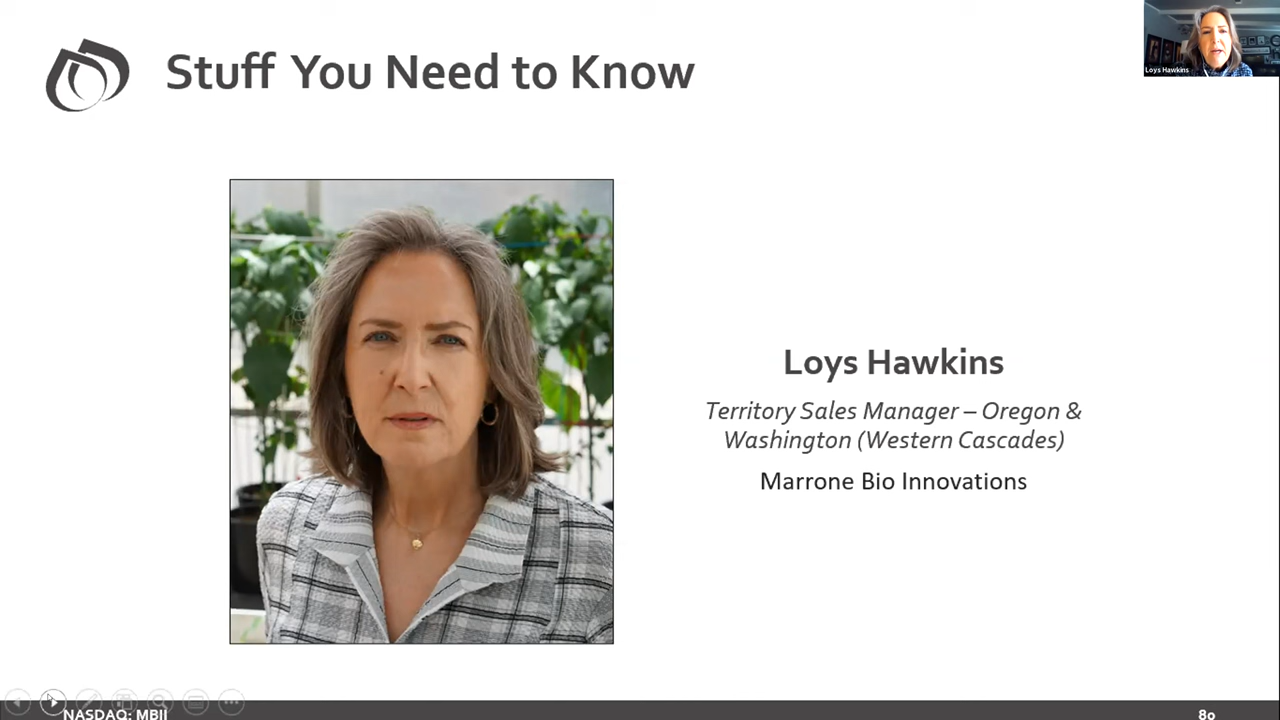 Stuff You Need to Know
Loys Hawkins
Loys Hawkins
Territory Sales Manager – Oregon &
Washington (Western Cascades)
Marrone Bio Innovations
NASDAQ: MBII
80